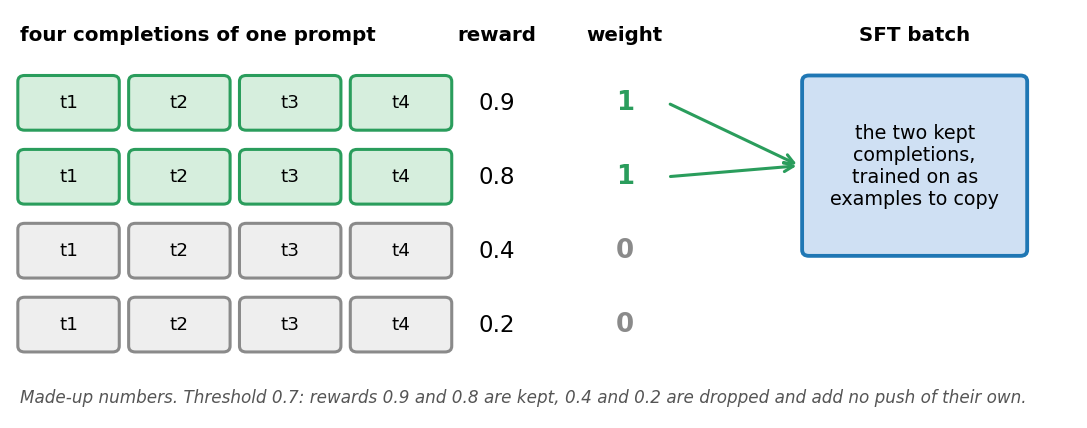 four completions of one prompt reward weight SFT batch
t1 t2 t3 t4 0.9 1
t1 t2 t3 t4 0.8 1
the two kept
completions,
trained on as
examples to copy
t1 t2 t3 t4 0.4 0
t1 t2 t3 t4 0.2 0
Made-up numbers. Threshold 0.7: rewards 0.9 and 0.8 are kept, 0.4 and 0.2 are dropped and add no push of their own.